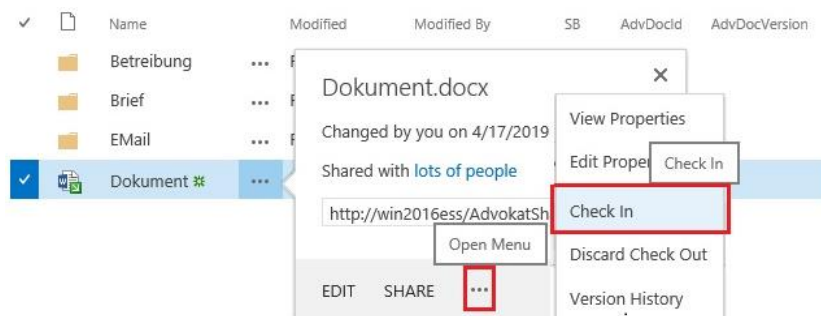 Name Modified Modified By SB AdvDocId AdvDocVersion
Betreibung ...
Brief ...
EMail ...
Dokument ...
Dokument.docx
Changed by you on 4/17/2019
Shared with lots of people
http://win2016ess/AdvokatSh
Open Menu
EDIT SHARE ...
View Properties
Edit Proper
Check In
Check In
Discard Check Out
Version History